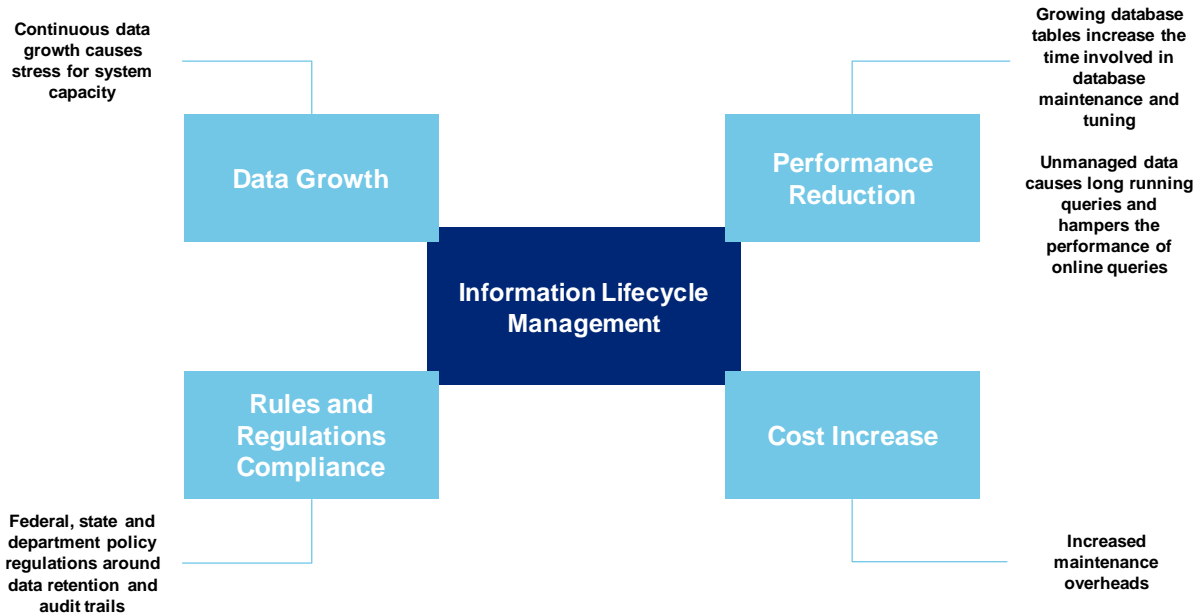 Continuous data
growth causes
stress for system
capacity
Growing database
tables increase the
time involved in
database
maintenance and
tuning
Unmanaged data
causes long running
queries and
hampers the
performance of
online queries
Data Growth
Performance
Reduction
Information Lifecycle
Management
Rules and
Regulations
Compliance
Cost Increase
Federal, state and
department policy
regulations around
data retention and
audit trails
Increased
maintenance
overheads